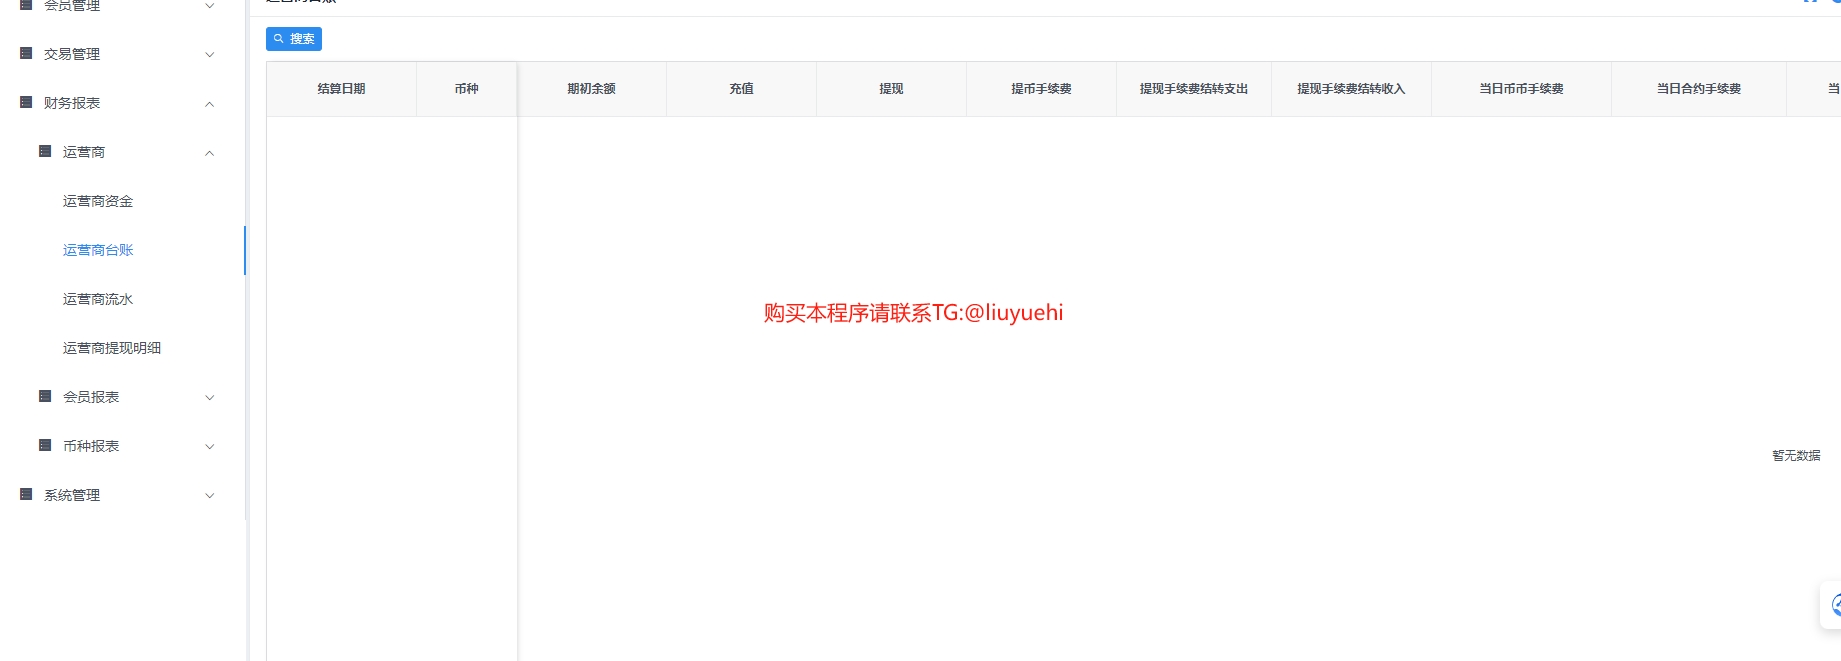 会员管理
交易管理
财务报表
运营商
运营商资金
运营商台账
运营商流水
运营商提现明细
会员报表
币种报表
系统管理
运营商台账
搜索
结算日期 币种 期初余额 充值 提现 提币手续费 提现手续费结转支出 提现手续费结转收入 当日币币手续费 当日合约手续费 当
购买本程序请联系TG:@liuyuehi
暂无数据